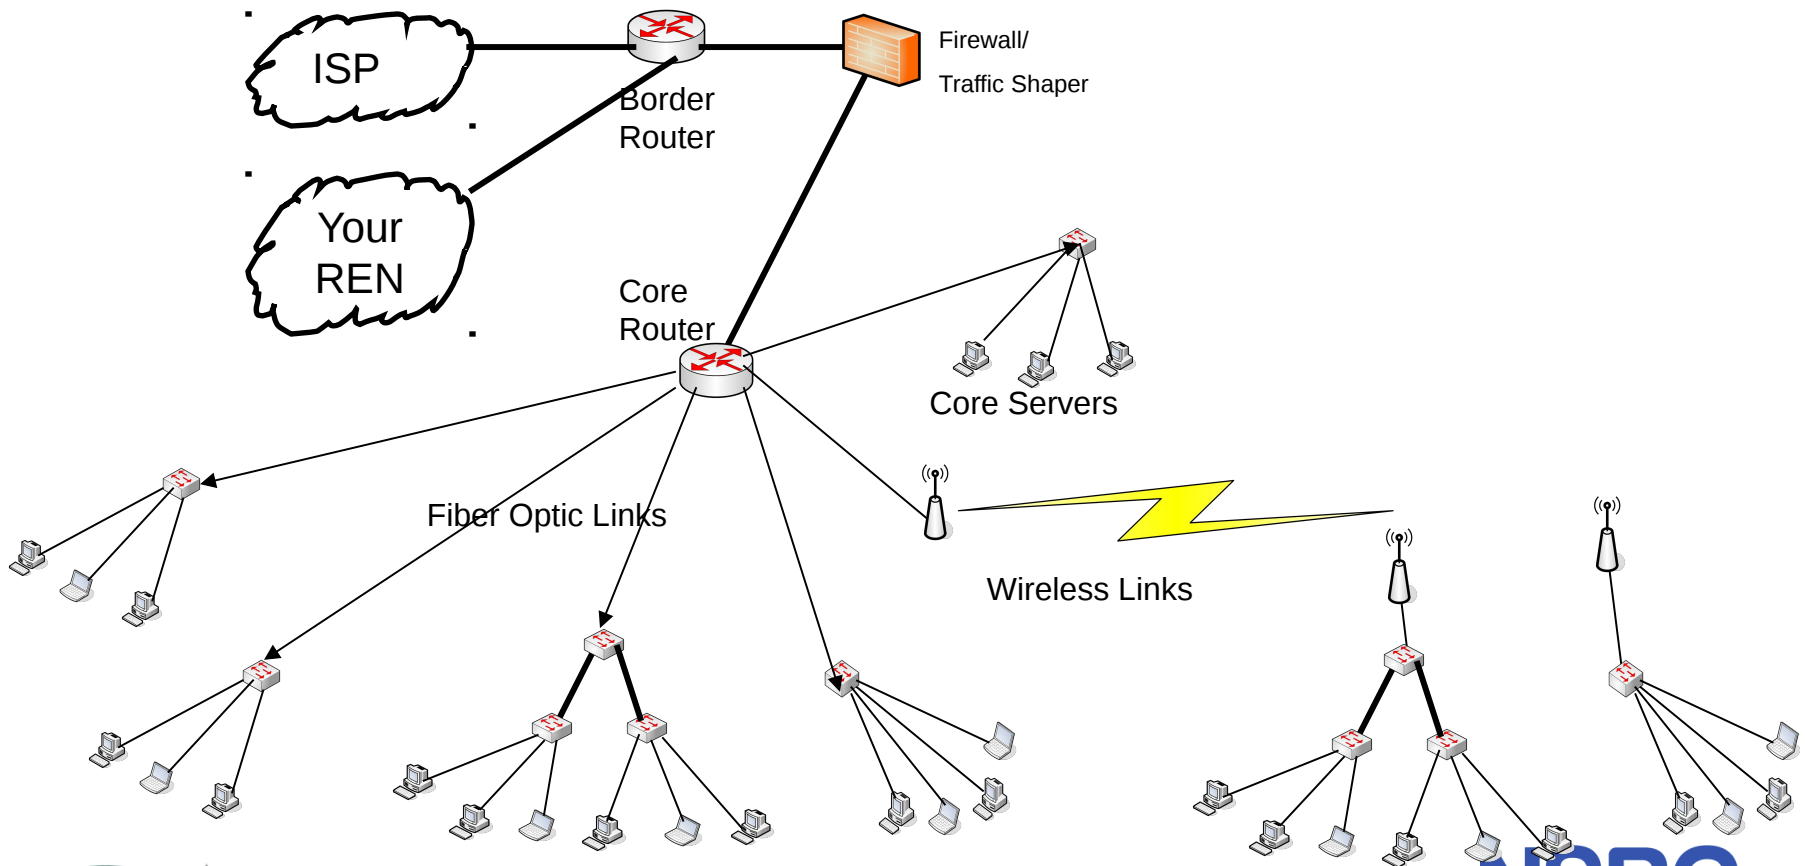 ISP
Border
Router
Firewall/
Traffic Shaper
Your
REN
Core
Router
Core Servers
Fiber Optic Links
Wireless Links